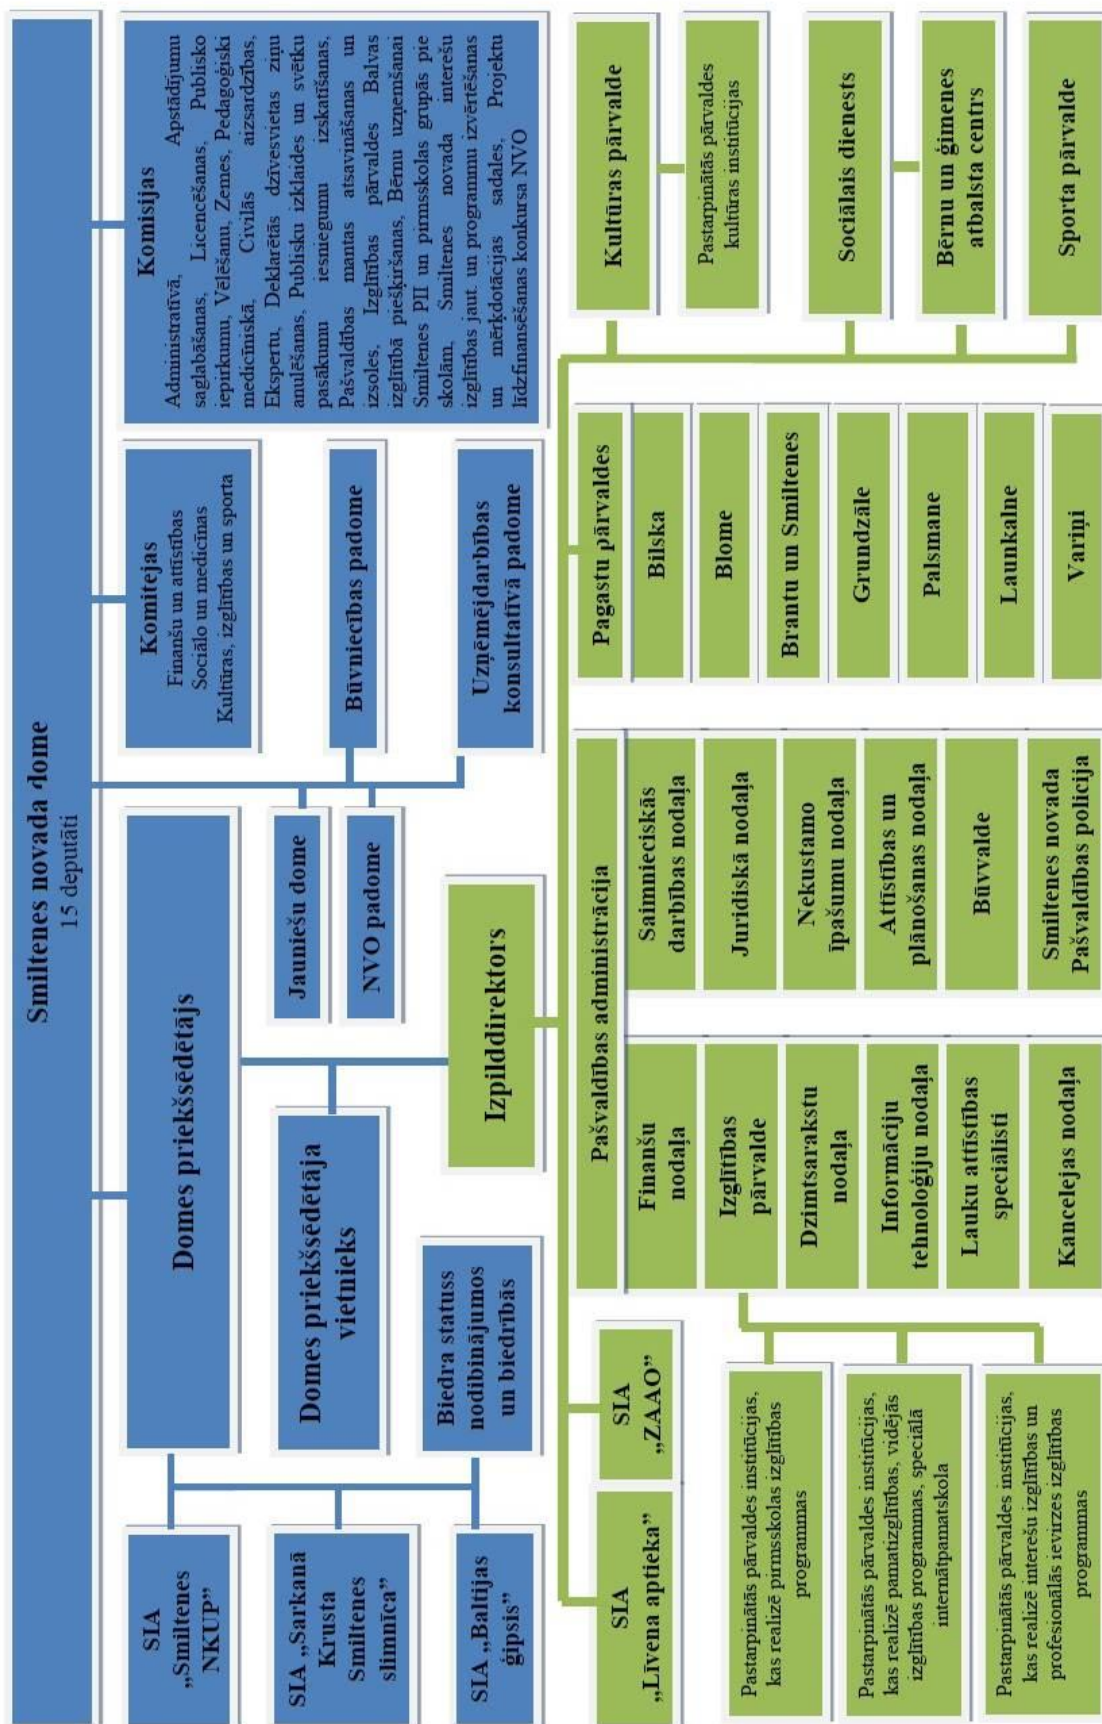 Smiltenes novada dome
15 deputāti
Domes priekšsēdētājs
Komitejas
Finanšu un attīstības
Sociālo un medicīnas
Kultūras, izglītības un sporta
Komisijas
Administratīvā, Apstādījumu
saglabāšanas, Licencēšanas, Publisko
iepirkumu, Vēlēšanu, Zemes, Pedagoģiski
medicīniskā, Civilās aizsardzības,
Ekspertu, Deklarētās dzīvesvietas ziņu
anulēšanas, Publisku izklaides un svētku
pasākumu iesniegumu izskatīšanas,
Pašvaldības mantas atsavināšanas un
izsoles, Izglītības pārvaldes Balvas
izglītībā piešķiršanas, Bērnu uzņemšanai
Smiltenes PII un pirmsskolas grupās pie
skolām, Smiltenes novada interešu
izglītības jaut. un programmu izvērtēšanas
un mērķdotācijas sadales, Projektu
līdzfinansēšanas konkursa NVO
SIA
„Smiltenes
NKUP”
SIA „Sarkanā
Krusta
Smiltenes
slimnīca”
SIA „Baltijas
ģipsis”
Domes priekšsēdētāja
vietnieks
Biedra statuss
nodibinājumos
un biedrībās
Jauniešu dome
NVO padome
Būvniecības padome
Uzņēmējdarbības
konsultatīvā padome
Izpilddirektors
SIA
„Līvena aptieka”
SIA
„ZAAO”
Pašvaldības administrācija
Finanšu
nodaļa
Izglītības
pārvalde
Dzimtsarakstu
nodaļa
Informāciju
tehnoloģiju nodaļa
Lauku attīstības
speciālisti
Kancelejas nodaļa
Saimnieciskās
darbības nodaļa
Juridiskā nodaļa
Nekustamo
īpašumu nodaļa
Attīstības un
plānošanas nodaļa
Būvvalde
Smiltenes novada
Pašvaldības policija
Pagastu pārvaldes
Bilska
Blome
Brantu un Smiltenes
Grundzāle
Palsmane
Launkalne
Variņi
Kultūras pārvalde
Pastarpinātās pārvaldes
kultūras institūcijas
Sociālais dienests
Bērnu un ģimenes
atbalsta centrs
Sporta pārvalde
Pastarpinātās pārvaldes institūcijas,
kas realizē pirmsskolas izglītības
programmas
Pastarpinātās pārvaldes institūcijas,
kas realizē pamatizglītības, vidējās
izglītības programmas, speciālā
internātpamatskola
Pastarpinātās pārvaldes institūcijas,
kas realizē interešu izglītības un
profesionālās ievirzes izglītības
programmas